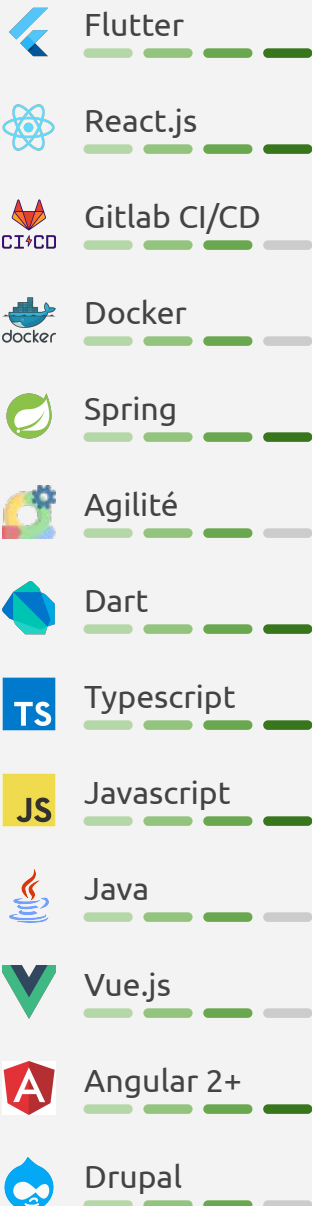 Flutter
React.js
Gitlab CI/CD
CI CD
Docker
docker
Spring
Agilité
Dart
Typescript
TS
Javascript
JS
Java
Vue.js
Angular 2+
A
Drupal